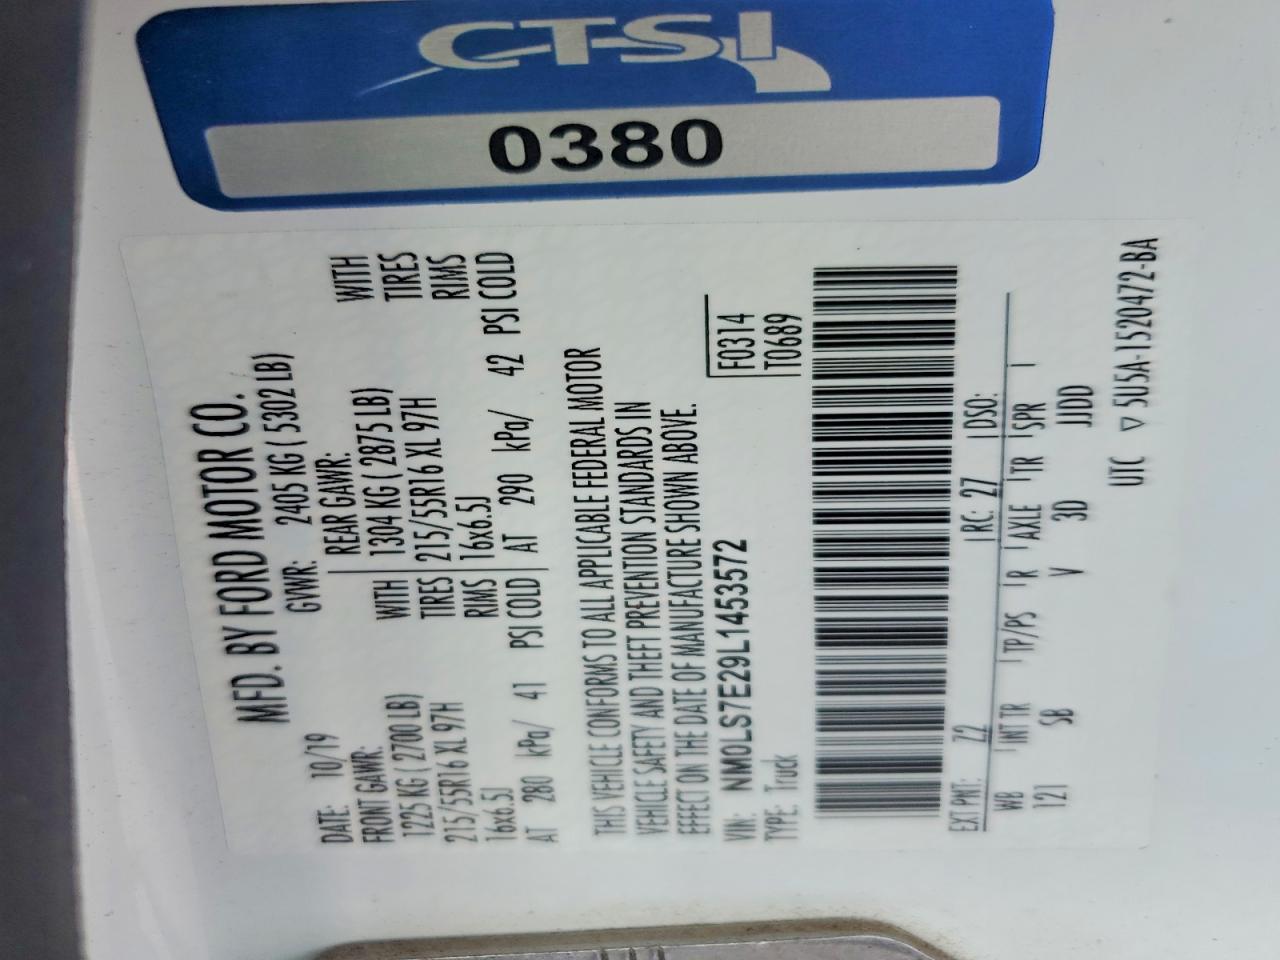 CTSI
0380
MFD. BY FORD MOTOR CO.
DATE: 10/19 GVWR: 2405 KG ( 5302 LB)
FRONT GAWR: REAR GAWR: WITH
1225 KG ( 2700 LB) WITH 1304 KG ( 2875 LB) TIRES
215/55R16 XL 97H TIRES 215/55R16 XL 97H RIMS
16x6.5J RIMS 16x6.5J
AT 280 kPa/ 41 PSI COLD AT 290 kPa/ 42 PSI COLD
THIS VEHICLE CONFORMS TO ALL APPLICABLE FEDERAL MOTOR
VEHICLE SAFETY AND THEFT PREVENTION STANDARDS IN
EFFECT ON THE DATE OF MANUFACTURE SHOWN ABOVE.
VIN: NM0LS7E29L1453572 F0314
TYPE: Truck T0689
EXT PNT: Z2 RC: 27 DSO:
WB INT TR TP/PS R AXLE TR SPR
121 SB V 3D JJDD
UTC ▽ 5U5A-1520472-BA